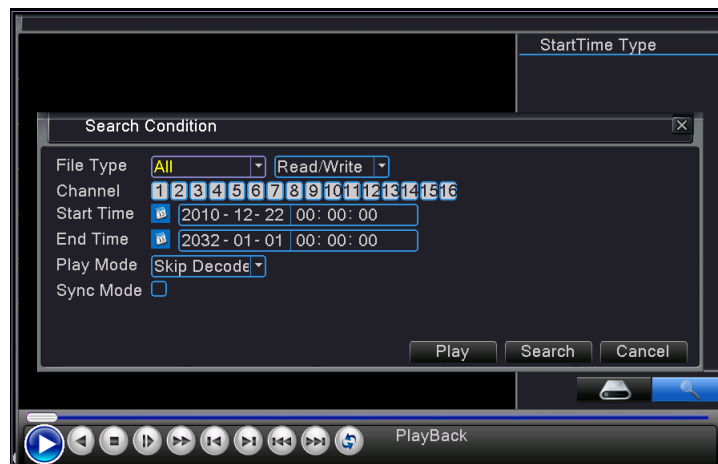 StartTime Type
Search Condition
File Type All Read/Write
Channel 1 2 3 4 5 6 7 8 9 10 11 12 13 14 15 16
Start Time 2010 - 12 - 22 00: 00: 00
End Time 2032 - 01 - 01 00: 00: 00
Play Mode Skip Decode
Sync Mode
Play Search Cancel
PlayBack